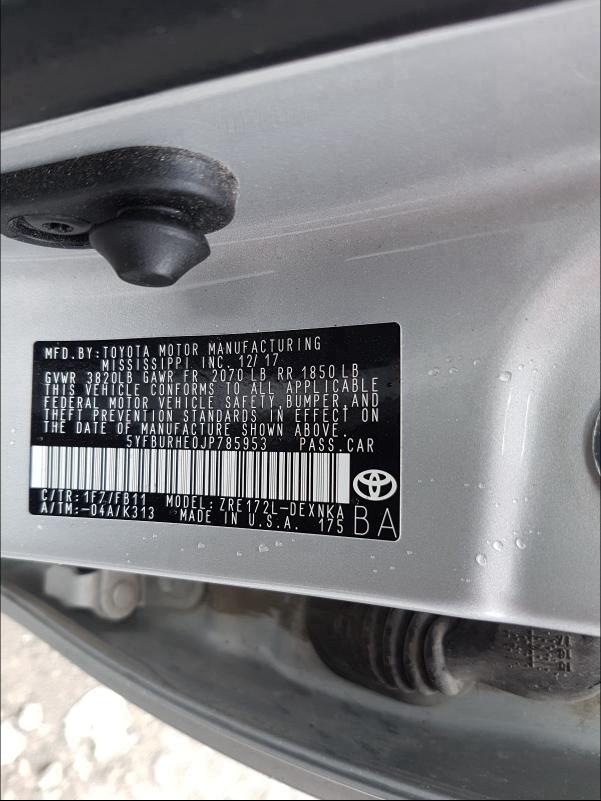 MFD.BY:TOYOTA MOTOR MANUFACTURING
MISSISSIPPI INC. 12/17
GVWR 3820LB GAWR FR 2070 LB RR 1850 LB
THIS VEHICLE CONFORMS TO ALL APPLICABLE
FEDERAL MOTOR VEHICLE SAFETY, BUMPER, AND
THEFT PREVENTION STANDARDS IN EFFECT ON
THE DATE OF MANUFACTURE SHOWN ABOVE.
5YFBURHE0JP785953 PASS.CAR
C/TR:1F7/FB11 MODEL:ZRE172L-DEXNKA
A/TM:-04A/K313 MADE IN U.S.A. 175
BA